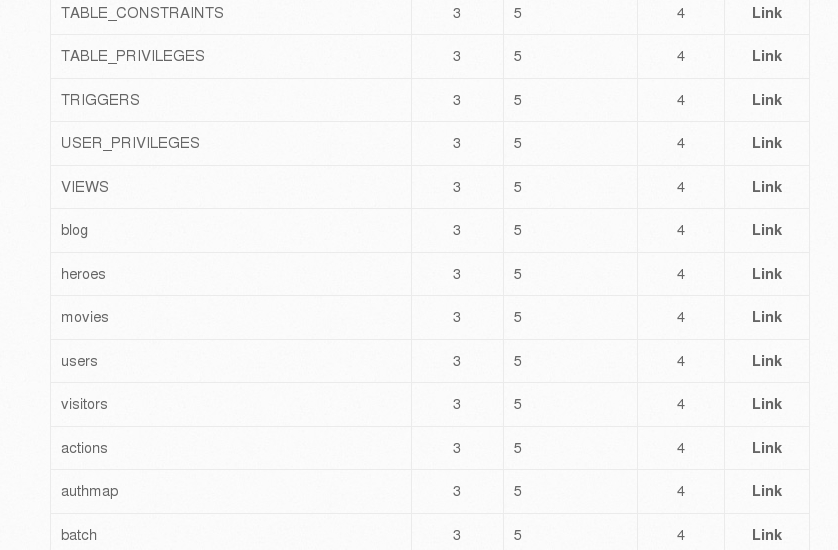 TABLE_CONSTRAINTS 3 5 4 Link
TABLE_PRIVILEGES 3 5 4 Link
TRIGGERS 3 5 4 Link
USER_PRIVILEGES 3 5 4 Link
VIEWS 3 5 4 Link
blog 3 5 4 Link
heroes 3 5 4 Link
movies 3 5 4 Link
users 3 5 4 Link
visitors 3 5 4 Link
actions 3 5 4 Link
authmap 3 5 4 Link
batch 3 5 4 Link